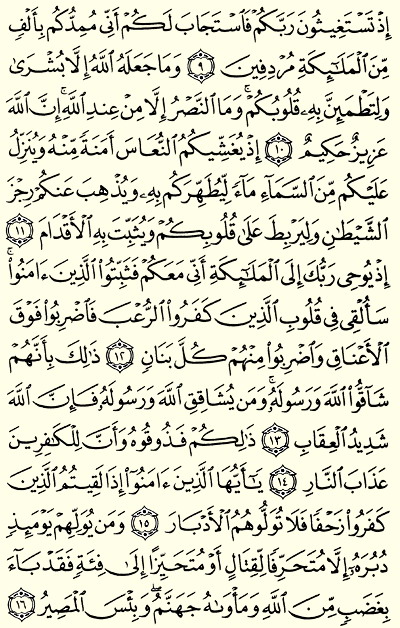 إِذْ تَسْتَغِيثُونَ رَبَّكُمْ فَٱسْتَجَابَ لَكُمْ أَنِّى مُمِدُّكُم بِأَلْفٍ
مِّنَ ٱلْمَلَـٰٓئِكَةِ مُرْدِفِينَ ٩ وَمَا جَعَلَهُ ٱللَّهُ إِلَّا بُشْرَىٰ
وَلِتَطْمَئِنَّ بِهِۦ قُلُوبُكُمْ ۚ وَمَا ٱلنَّصْرُ إِلَّا مِنْ عِندِ ٱللَّهِ ۚ إِنَّ ٱللَّهَ
عَزِيزٌ حَكِيمٌ ١٠ إِذْ يُغَشِّيكُمُ ٱلنُّعَاسَ أَمَنَةً مِّنْهُ وَيُنَزِّلُ
عَلَيْكُم مِّنَ ٱلسَّمَآءِ مَآءً لِّيُطَهِّرَكُم بِهِۦ وَيُذْهِبَ عَنكُمْ رِجْزَ
ٱلشَّيْطَـٰنِ وَلِيَرْبِطَ عَلَىٰ قُلُوبِكُمْ وَيُثَبِّتَ بِهِ ٱلْأَقْدَامَ ١١
إِذْ يُوحِى رَبُّكَ إِلَى ٱلْمَلَـٰٓئِكَةِ أَنِّى مَعَكُمْ فَثَبِّتُوا۟ ٱلَّذِينَ ءَامَنُوا۟ ۚ
سَأُلْقِى فِى قُلُوبِ ٱلَّذِينَ كَفَرُوا۟ ٱلرُّعْبَ فَٱضْرِبُوا۟ فَوْقَ
ٱلْأَعْنَاقِ وَٱضْرِبُوا۟ مِنْهُمْ كُلَّ بَنَانٍ ١٢ ذَٰلِكَ بِأَنَّهُمْ
شَآقُّوا۟ ٱللَّهَ وَرَسُولَهُۥ ۚ وَمَن يُشَاقِقِ ٱللَّهَ وَرَسُولَهُۥ فَإِنَّ ٱللَّهَ
شَدِيدُ ٱلْعِقَابِ ١٣ ذَٰلِكُمْ فَذُوقُوهُ وَأَنَّ لِلْكَـٰفِرِينَ
عَذَابَ ٱلنَّارِ ١٤ يَـٰٓأَيُّهَا ٱلَّذِينَ ءَامَنُوٓا۟ إِذَا لَقِيتُمُ ٱلَّذِينَ
كَفَرُوا۟ زَحْفًا فَلَا تُوَلُّوهُمُ ٱلْأَدْبَارَ ١٥ وَمَن يُوَلِّهِمْ يَوْمَئِذٍ
دُبُرَهُۥٓ إِلَّا مُتَحَرِّفًا لِّقِتَالٍ أَوْ مُتَحَيِّزًا إِلَىٰ فِئَةٍ فَقَدْ بَآءَ
بِغَضَبٍ مِّنَ ٱللَّهِ وَمَأْوَىٰهُ جَهَنَّمُ ۖ وَبِئْسَ ٱلْمَصِيرُ ١٦